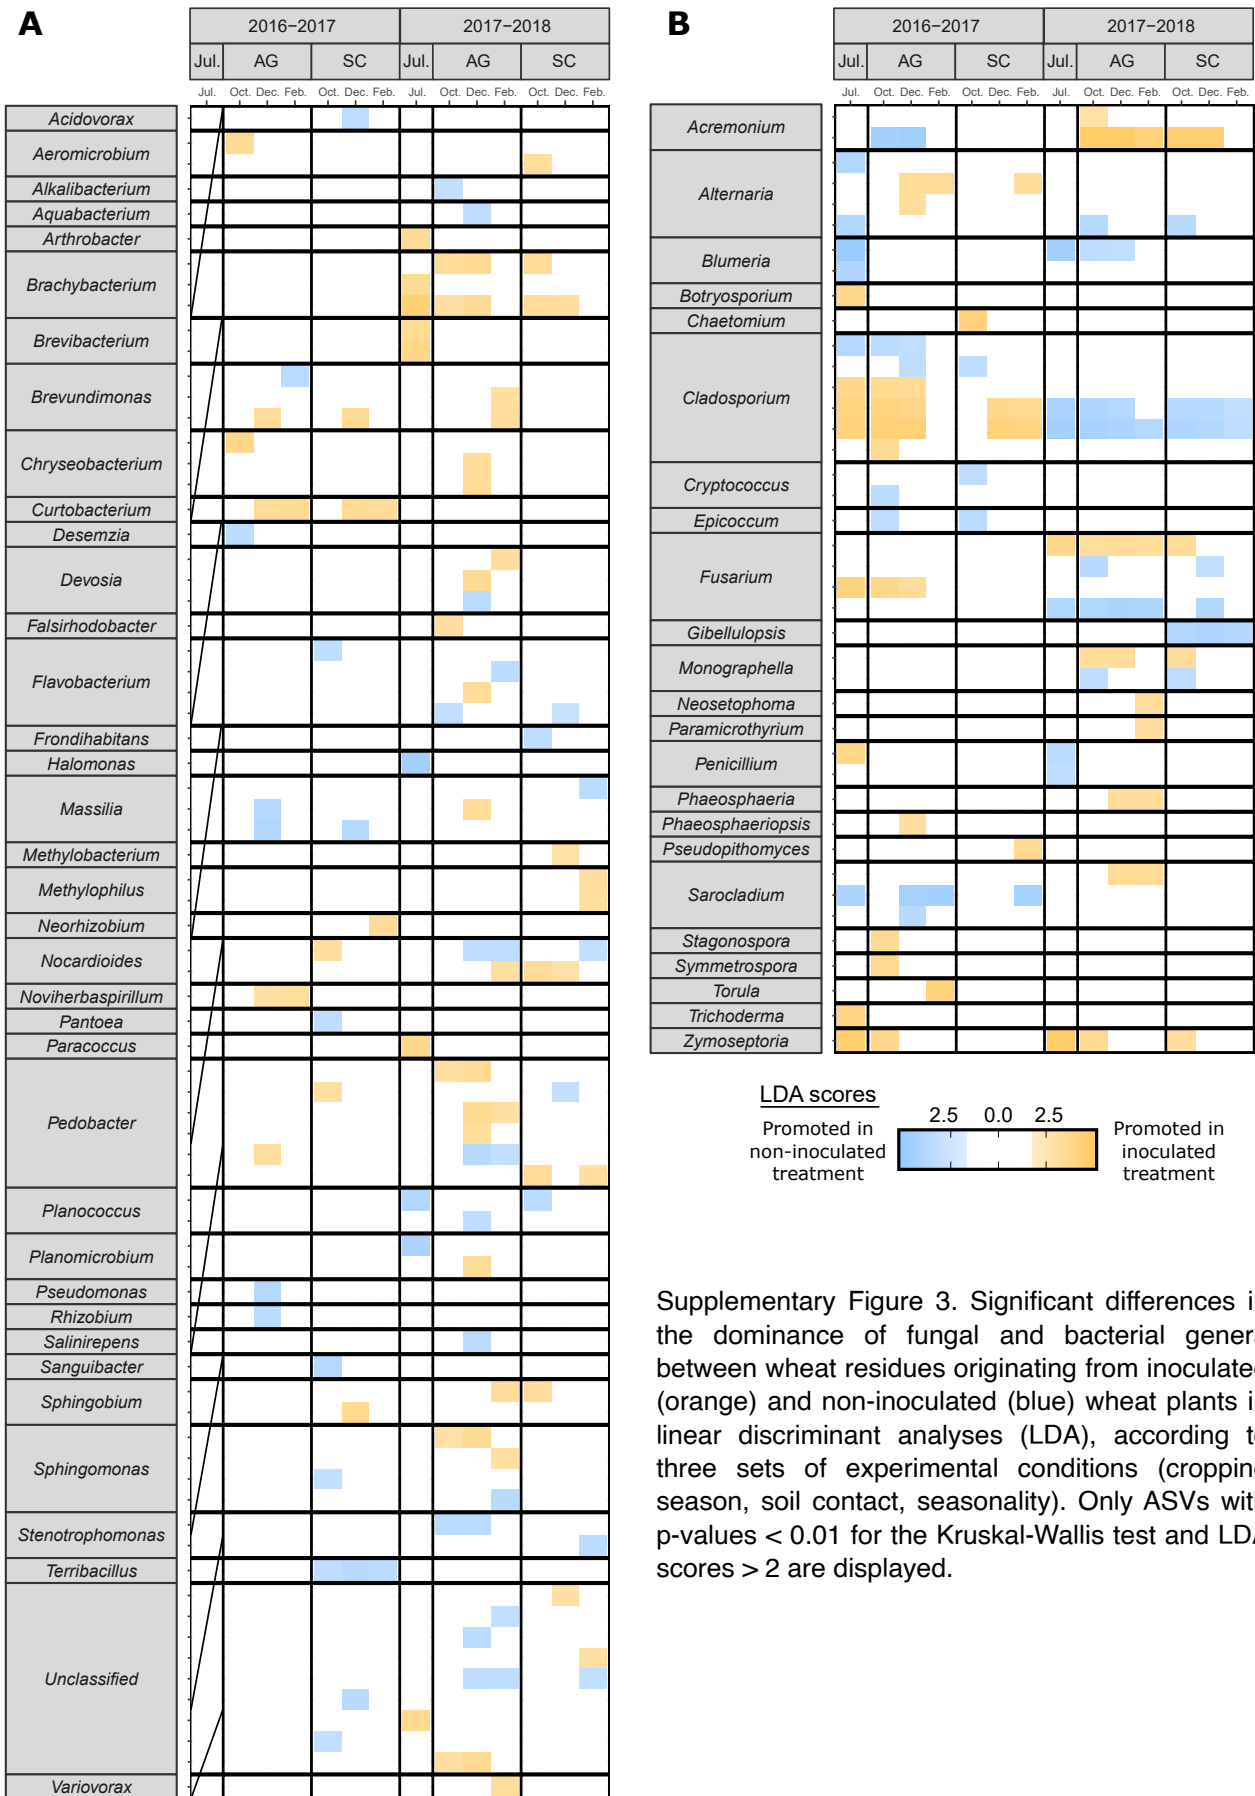 A
2016−2017 2017−2018
Jul. AG SC Jul. AG SC
Jul. Oct. Dec. Feb. Oct. Dec. Feb. Jul. Oct. Dec. Feb. Oct. Dec. Feb.
Acidovorax
Aeromicrobium
Alkalibacterium
Aquabacterium
Arthrobacter
Brachybacterium
Brevibacterium
Brevundimonas
Chryseobacterium
Curtobacterium
Desemzia
Devosia
Falsirhodobacter
Flavobacterium
Frondihabitans
Halomonas
Massilia
Methylobacterium
Methylophilus
Neorhizobium
Nocardioides
Noviherbaspirillum
Pantoea
Paracoccus
Pedobacter
Planococcus
Planomicrobium
Pseudomonas
Rhizobium
Salinirepens
Sanguibacter
Sphingobium
Sphingomonas
Stenotrophomonas
Terribacillus
Unclassified
Variovorax
B
2016−2017 2017−2018
Jul. AG SC Jul. AG SC
Jul. Oct. Dec. Feb. Oct. Dec. Feb. Jul. Oct. Dec. Feb. Oct. Dec. Feb.
Acremonium
Alternaria
Blumeria
Botryosporium
Chaetomium
Cladosporium
Cryptococcus
Epicoccum
Fusarium
Gibellulopsis
Monographella
Neosetophoma
Paramicrothyrium
Penicillium
Phaeosphaeria
Phaeosphaeriopsis
Pseudopithomyces
Sarocladium
Stagonospora
Symmetrospora
Torula
Trichoderma
Zymoseptoria
LDA scores
2.5 0.0 2.5
Promoted in
non-inoculated
treatment
Promoted in
inoculated
treatment
Supplementary Figure 3. Significant differences i
the dominance of fungal and bacterial gener
between wheat residues originating from inoculate
(orange) and non-inoculated (blue) wheat plants i
linear discriminant analyses (LDA), according t
three sets of experimental conditions (cropping
season, soil contact, seasonality). Only ASVs wit
p-values < 0.01 for the Kruskal-Wallis test and LDA
scores > 2 are displayed.